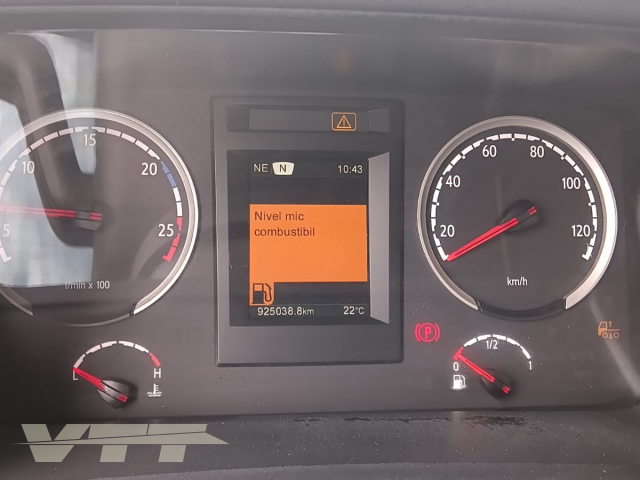 NE N 10:43
Nivel mic
combustibil
925038.8km 22°C
5 10 15 20 25
r/min x 100
20 40 60 80 100 120
km/h
P
L H
0 1/2 1
VTT